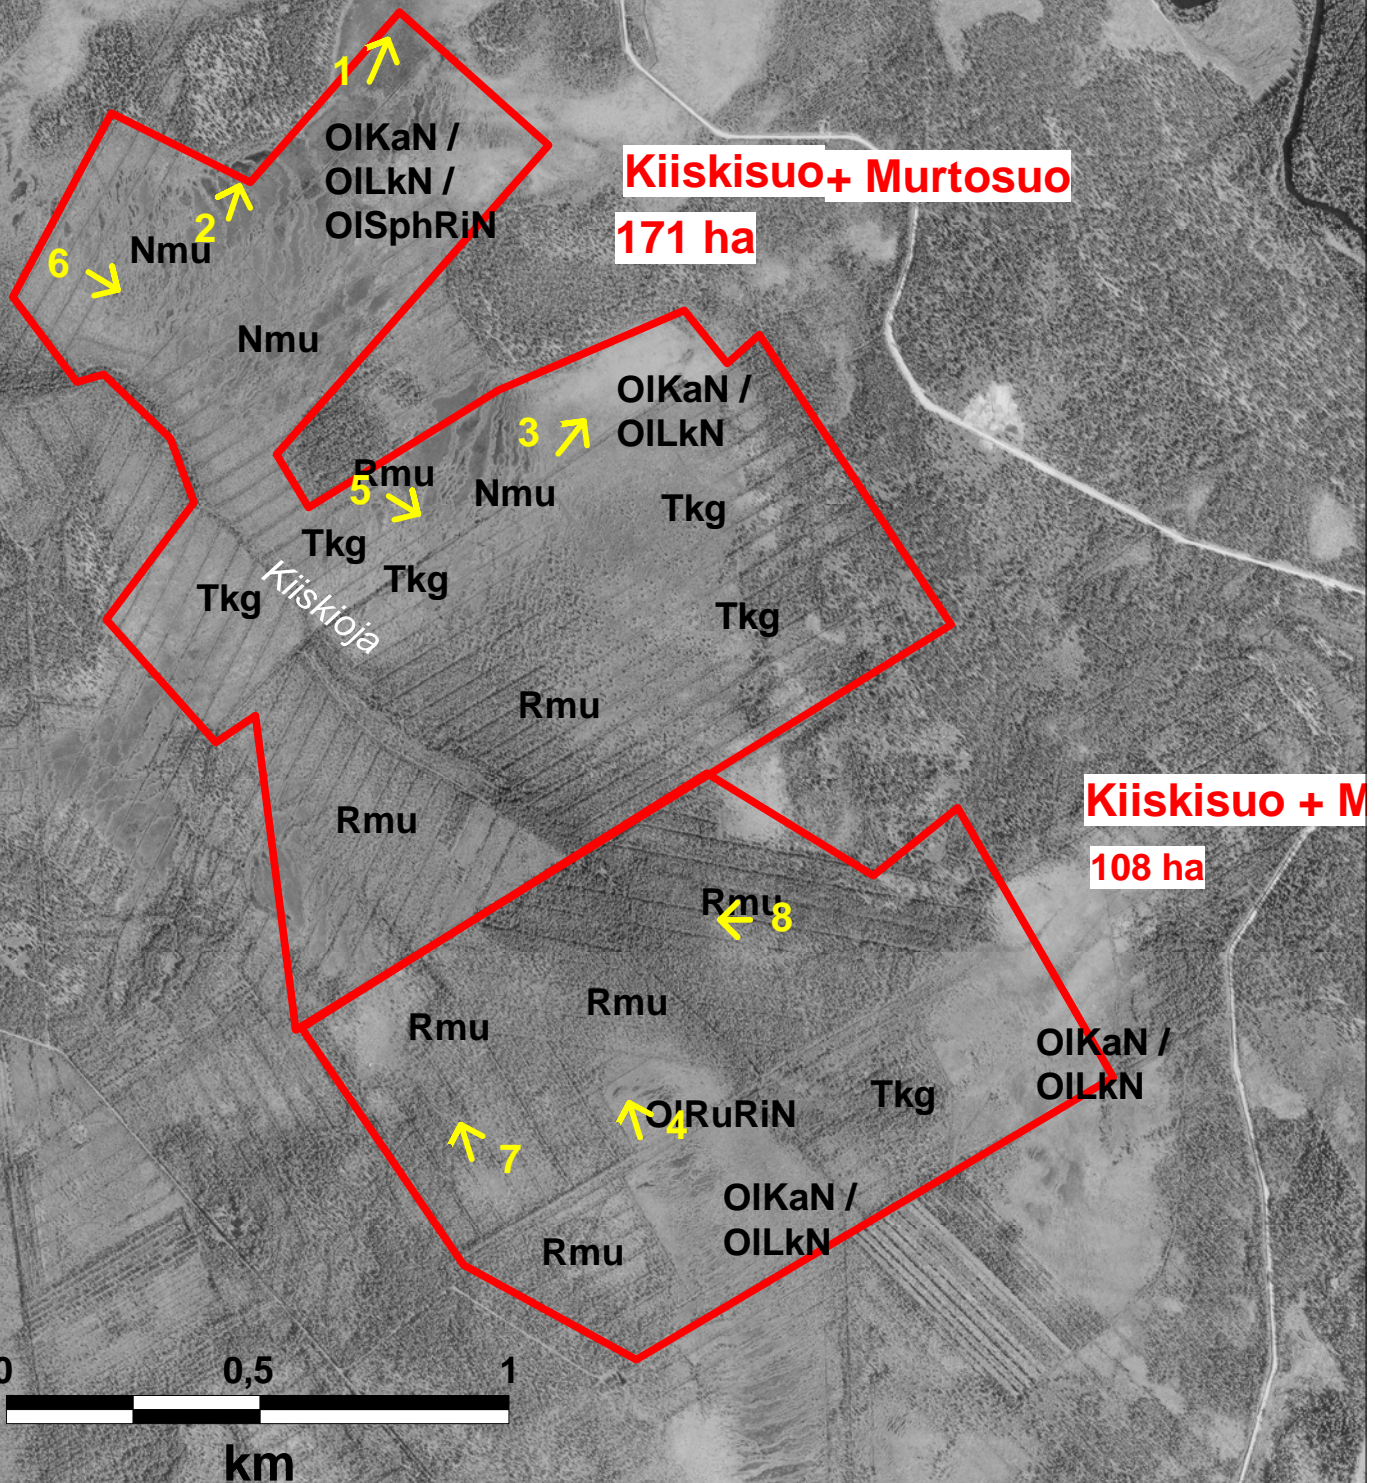 1
OlKaN /
OlLkN /
OlSphRiN
Kiiskisuo + Murtosuo
171 ha
2
Nmu
6
Nmu
OlKaN /
OlLkN
3
Rmu
5
Nmu
Tkg
Tkg
Tkg
Tkg
Kiiskioja
Tkg
Rmu
Rmu
Kiiskisuo + M
108 ha
Rmu
8
Rmu
Rmu
OlKaN /
OlLkN
Tkg
OlRuRiN
4
7
OlKaN /
OlLkN
Rmu
0 0,5 1
km